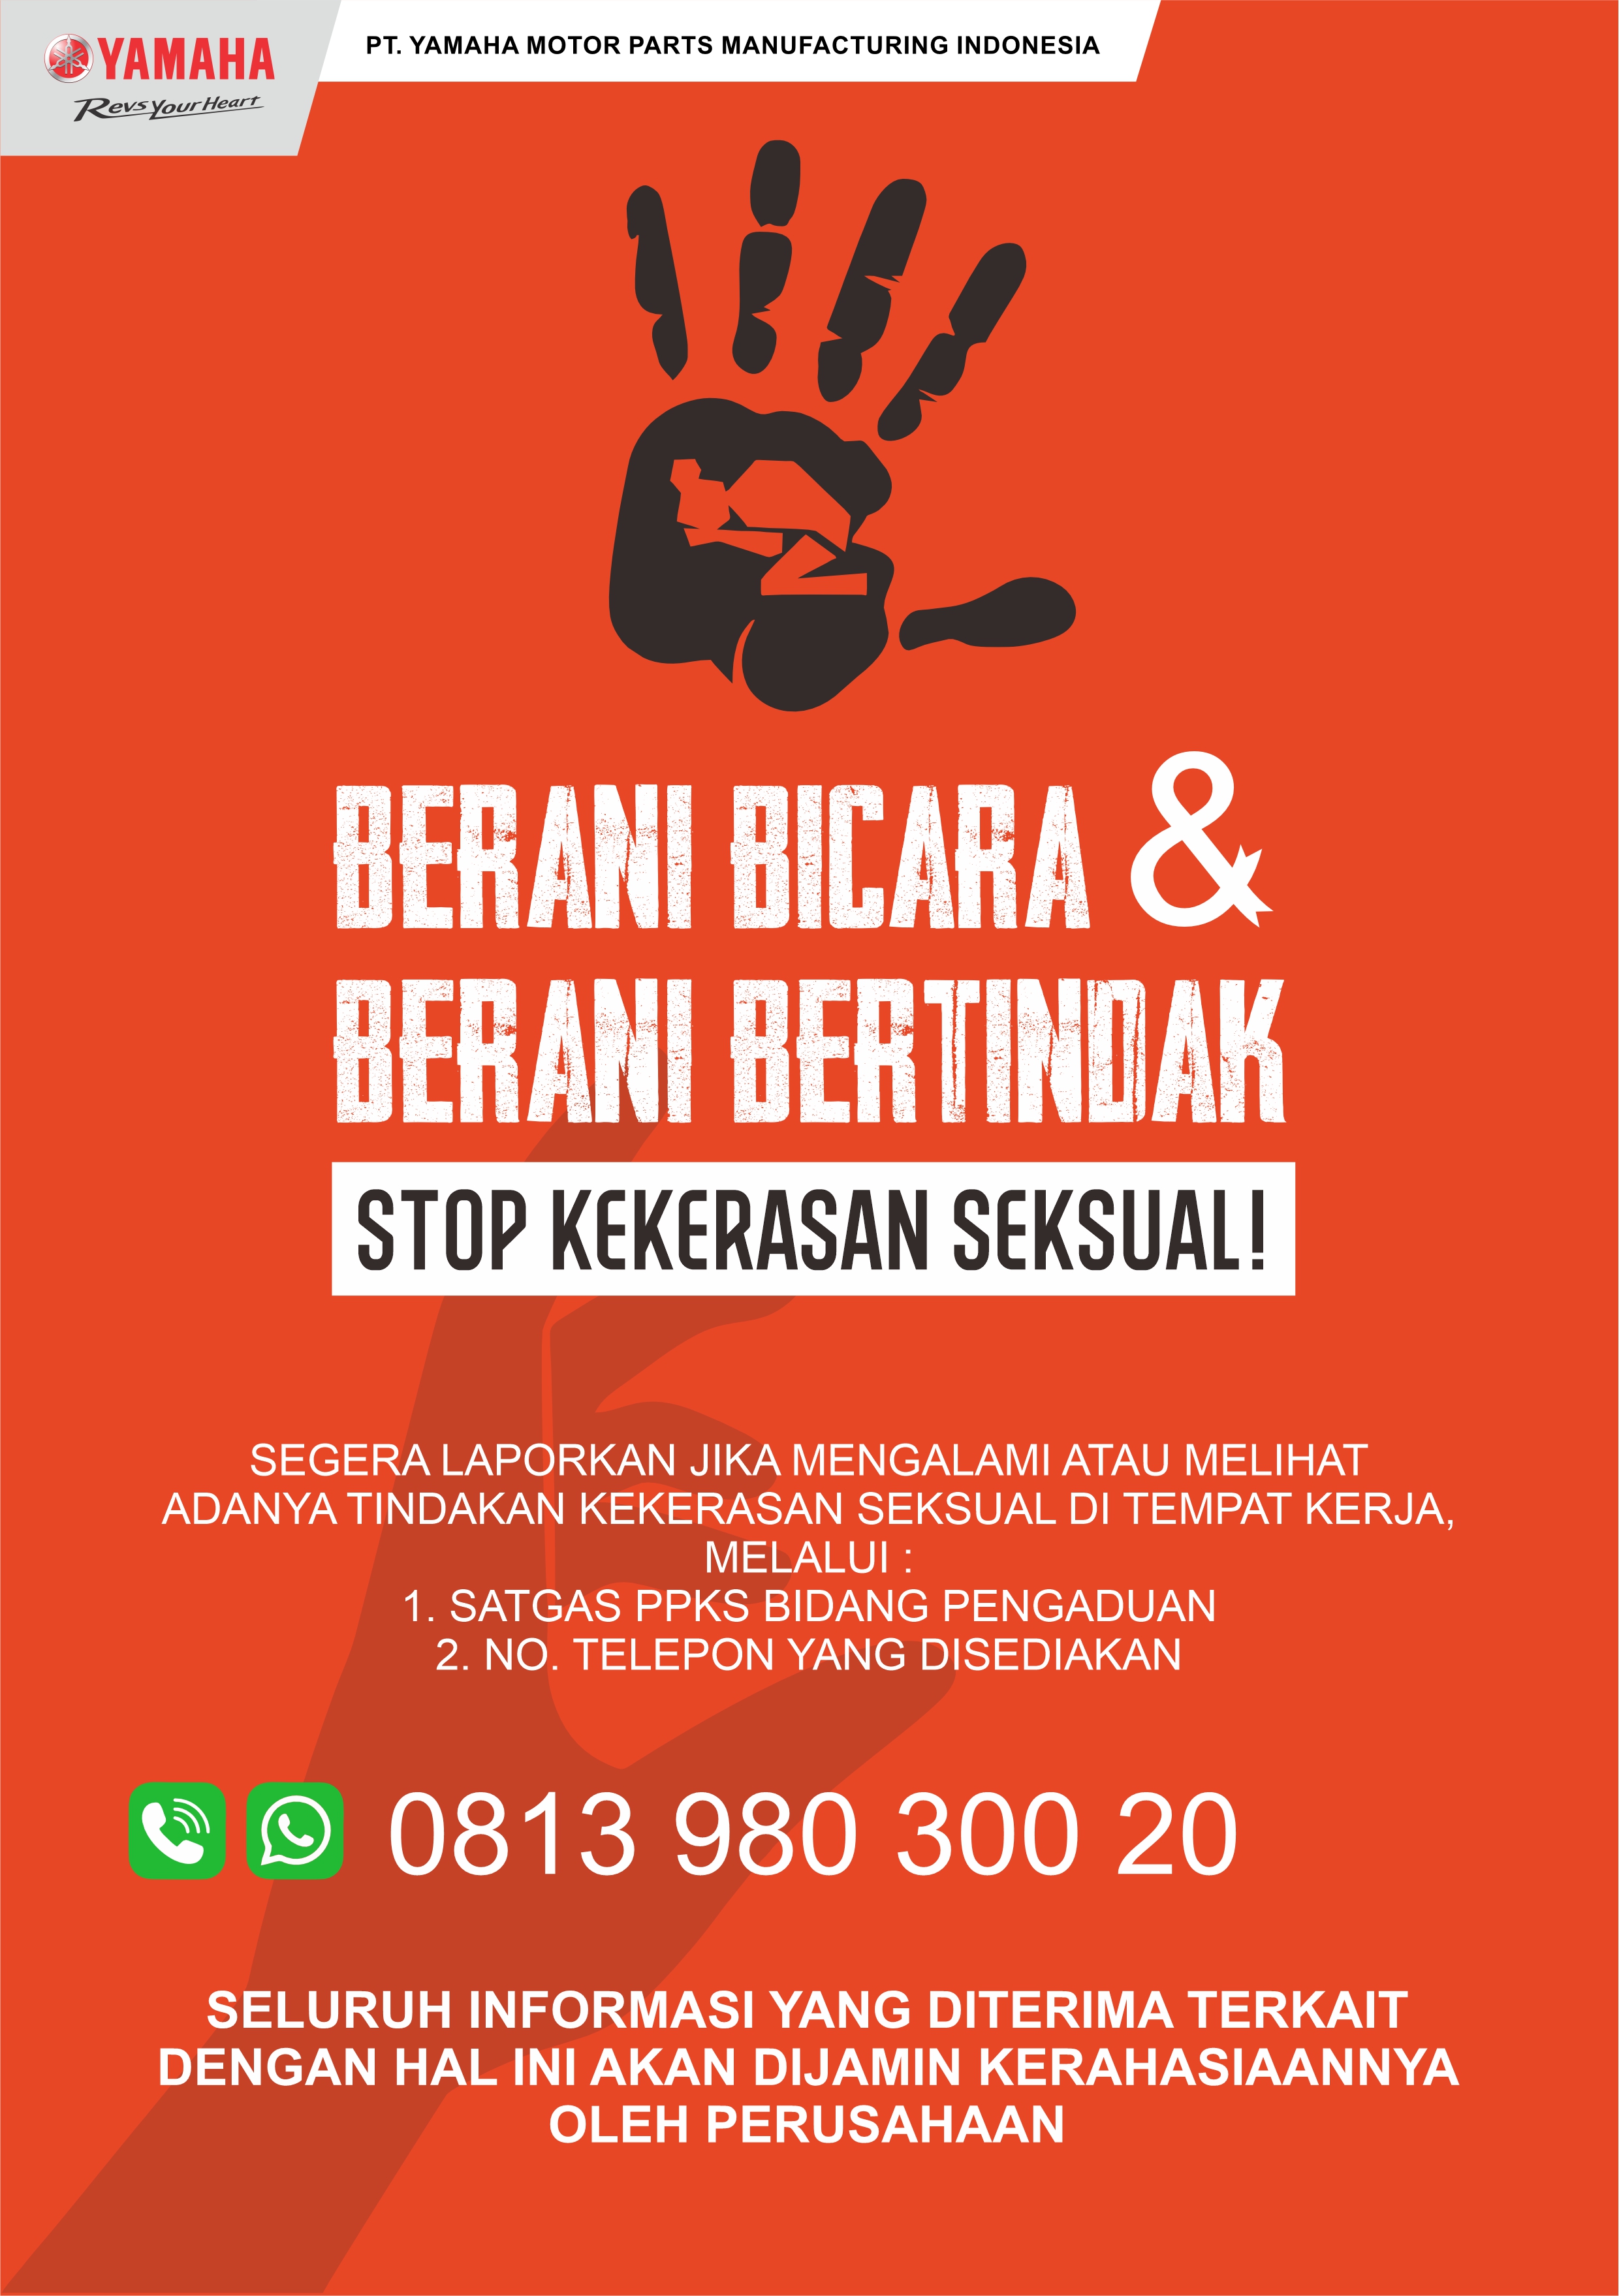 YAMAHA
Revs Your Heart
PT. YAMAHA MOTOR PARTS MANUFACTURING INDONESIA
BERANI BICARA &
BERANI BERTINDAK
STOP KEKERASAN SEKSUAL!
SEGERA LAPORKAN JIKA MENGALAMI ATAU MELIHAT
ADANYA TINDAKAN KEKERASAN SEKSUAL DI TEMPAT KERJA,
MELALUI :
1. SATGAS PPKS BIDANG PENGADUAN
2. NO. TELEPON YANG DISEDIAKAN
0813 980 300 20
SELURUH INFORMASI YANG DITERIMA TERKAIT
DENGAN HAL INI AKAN DIJAMIN KERAHASIAANNYA
OLEH PERUSAHAAN